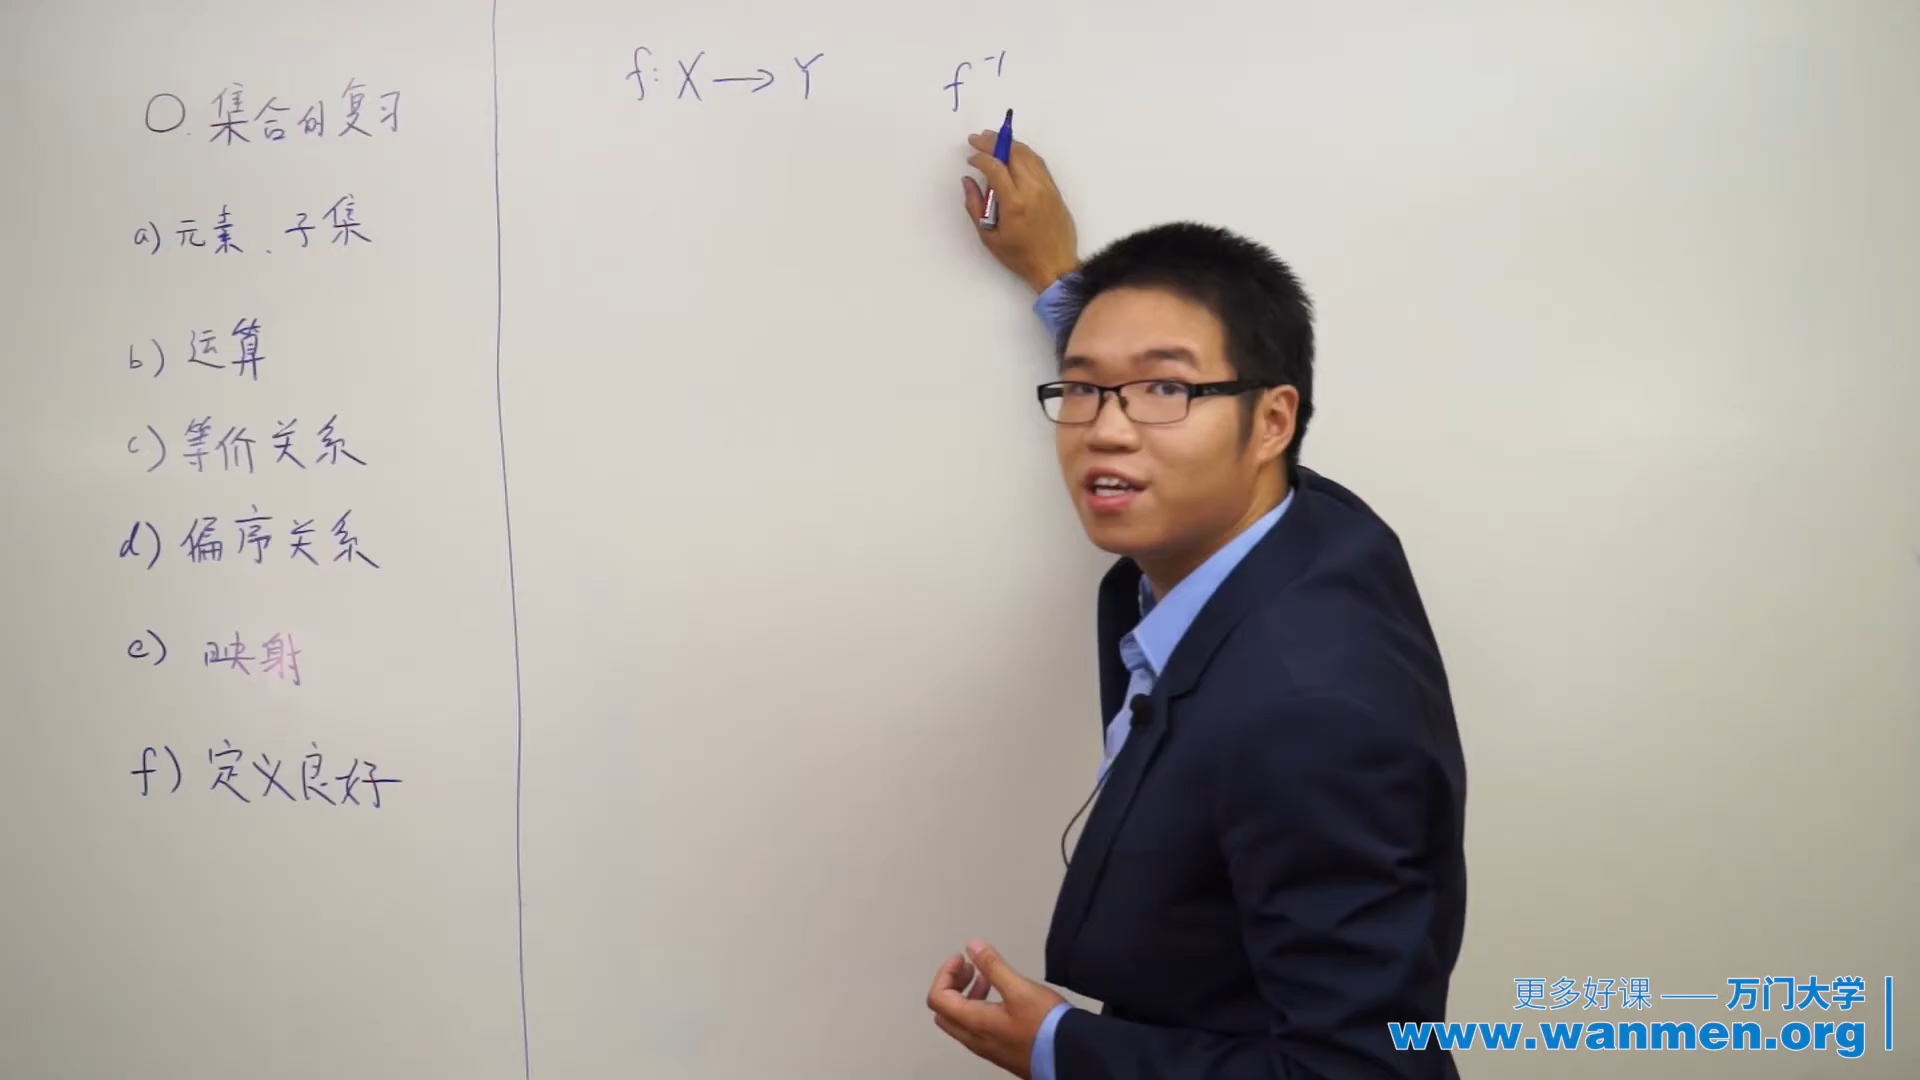 0. 集合的复习
a) 元素、子集
b) 运算
c) 等价关系
d) 偏序关系
e) 映射
f) 定义良好
f: X → Y
f⁻¹
更多好课 —— 万门大学
www.wanmen.org